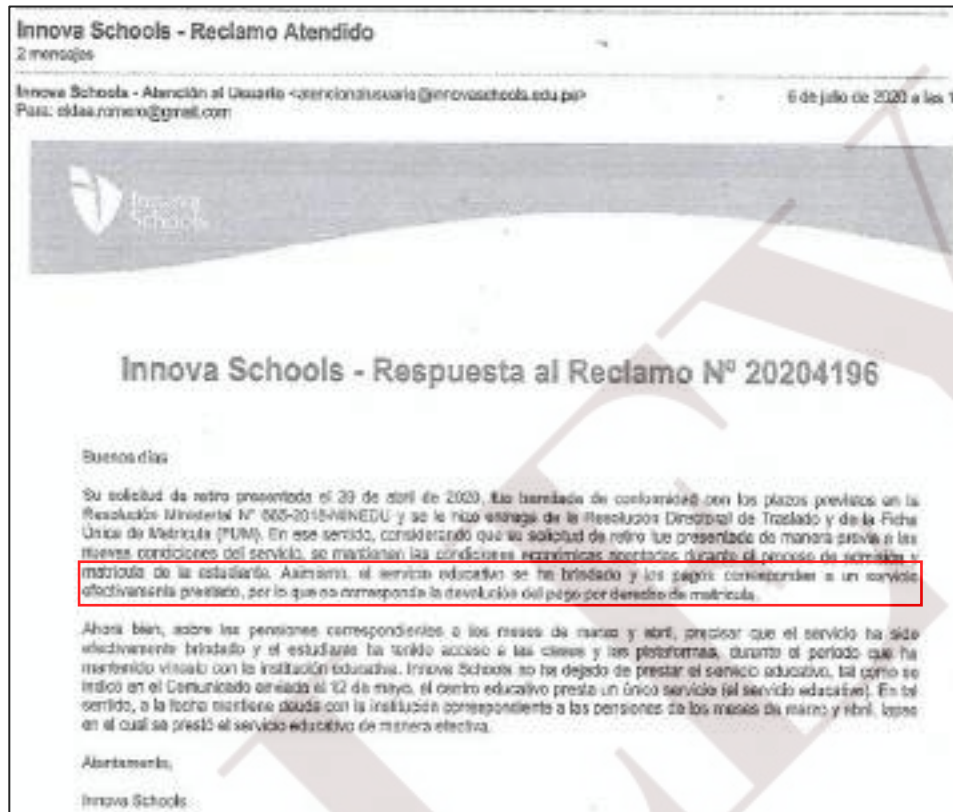 Innova Schools - Reclamo Atendido
2 mensajes
Innova Schools - Atención al Usuario <atencionalusuario@innovaschools.edu.pe> 6 de julio de 2020 a las 1
Para: @gmail.com
Innova
Schools
Innova Schools - Respuesta al Reclamo Nº 20204196
Buenos días
Su solicitud de retiro presentada el de abril de 2020, fue tramitada de conformidad con los plazos previstos en la
Resolución Ministerial N° MINEDU y se le hizo entrega de la Resolución Directoral de Traslado y de la Ficha
Única de Matrícula (FUM). En ese sentido, considerando que su solicitud de retiro fue presentada de manera previa a las
nuevas condiciones del servicio, se mantienen las condiciones económicas aceptadas durante el proceso de admisión y
matrícula de la estudiante. Asimismo, el servicio educativo se ha brindado y los pagos corresponden a un servicio
efectivamente prestado, por lo que no corresponde la devolución del pago por derecho de matrícula.
Ahora bien, sobre las pensiones correspondientes a los meses de marzo y abril, precisar que el servicio ha sido
efectivamente brindado y el estudiante ha tenido acceso a las clases y las plataformas, durante el periodo que ha
mantenido vínculo con la institución educativa. Innova Schools no ha dejado de prestar el servicio educativo, tal como se
indicó en el Comunicado enviado el 12 de mayo, el centro educativo presta un único servicio (el servicio educativo). En tal
sentido, a la fecha mantiene deuda con la institución correspondiente a las pensiones de los meses de marzo y abril, lapso
en el cual se prestó el servicio educativo de manera efectiva.
Atentamente,
Innova Schools